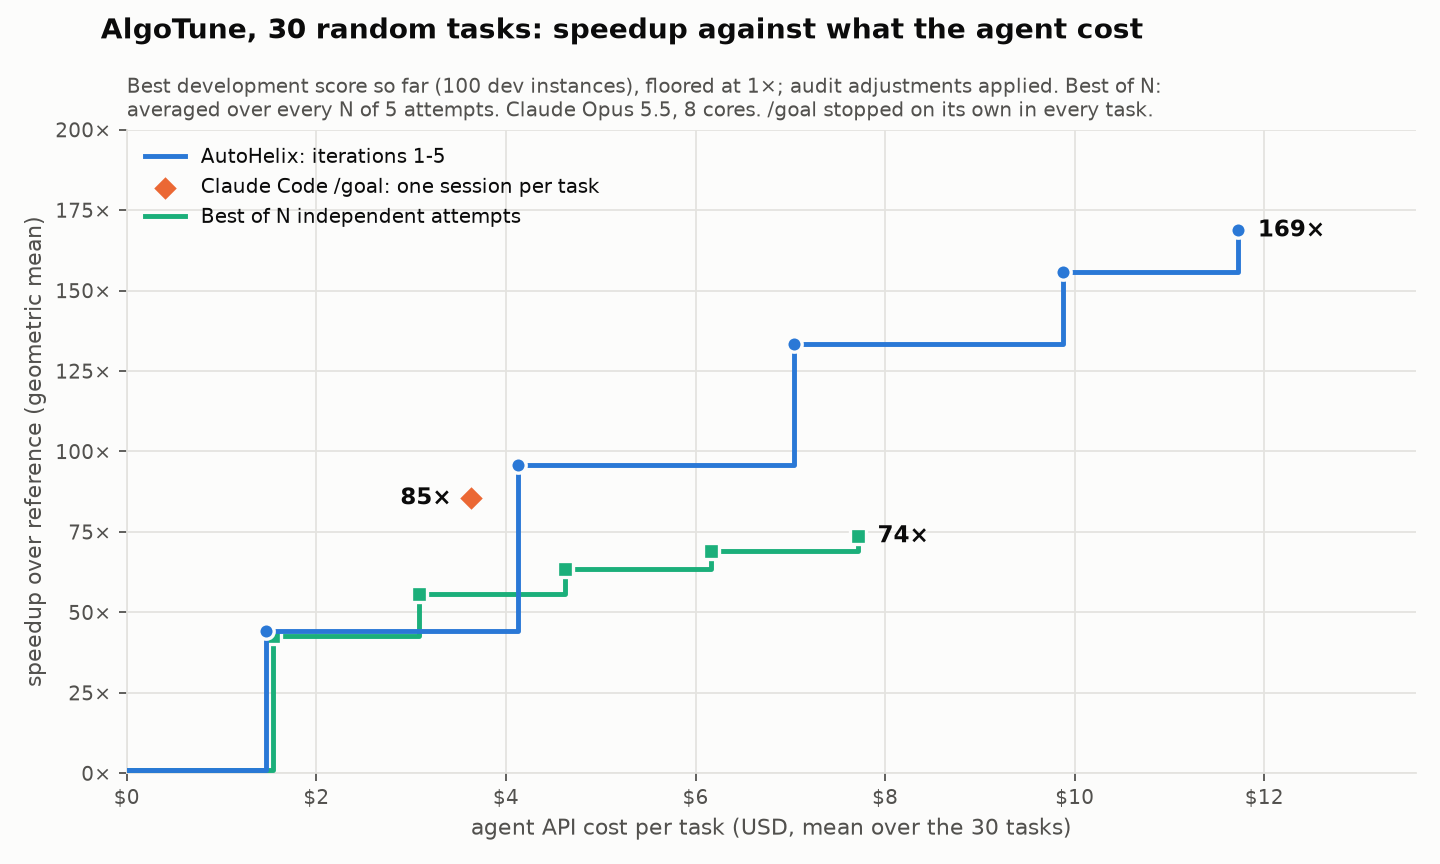 AlgoTune, 30 random tasks: speedup against what the agent cost
Best development score so far (100 dev instances), floored at 1×; audit adjustments applied. Best of N:
averaged over every N of 5 attempts. Claude Opus 5.5, 8 cores. /goal stopped on its own in every task.
AutoHelix: iterations 1-5
Claude Code /goal: one session per task
Best of N independent attempts
speedup over reference (geometric mean)
200×
175×
150×
125×
100×
75×
50×
25×
0×
169×
85×
74×
$0
$2
$4
$6
$8
$10
$12
agent API cost per task (USD, mean over the 30 tasks)